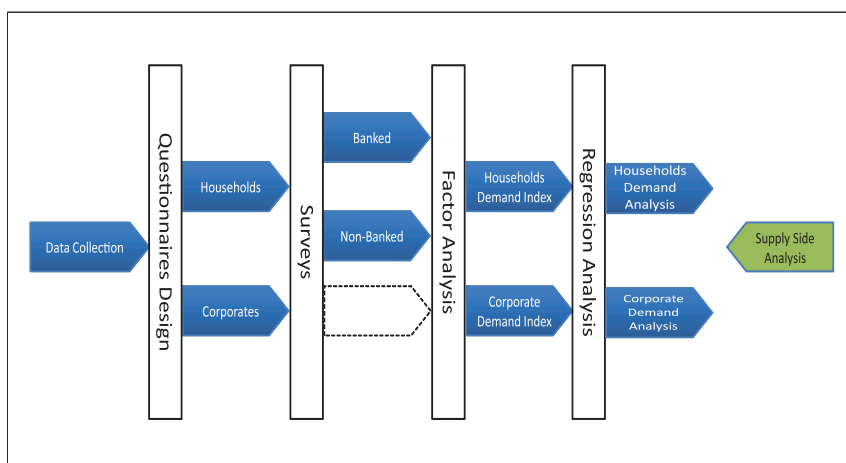 Data Collection
Questionnaires Design
Households
Corporates
Surveys
Banked
Non-Banked
Factor Analysis
Households
Demand Index
Corporate
Demand Index
Regression Analysis
Households
Demand
Analysis
Corporate
Demand
Analysis
Supply Side
Analysis